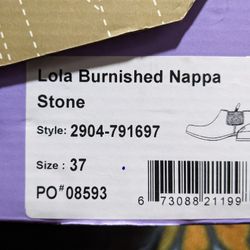 Lola Burnished Nappa
Stone
Style: 2904-791697
Size : 37
PO# 08593
6 73088 21199